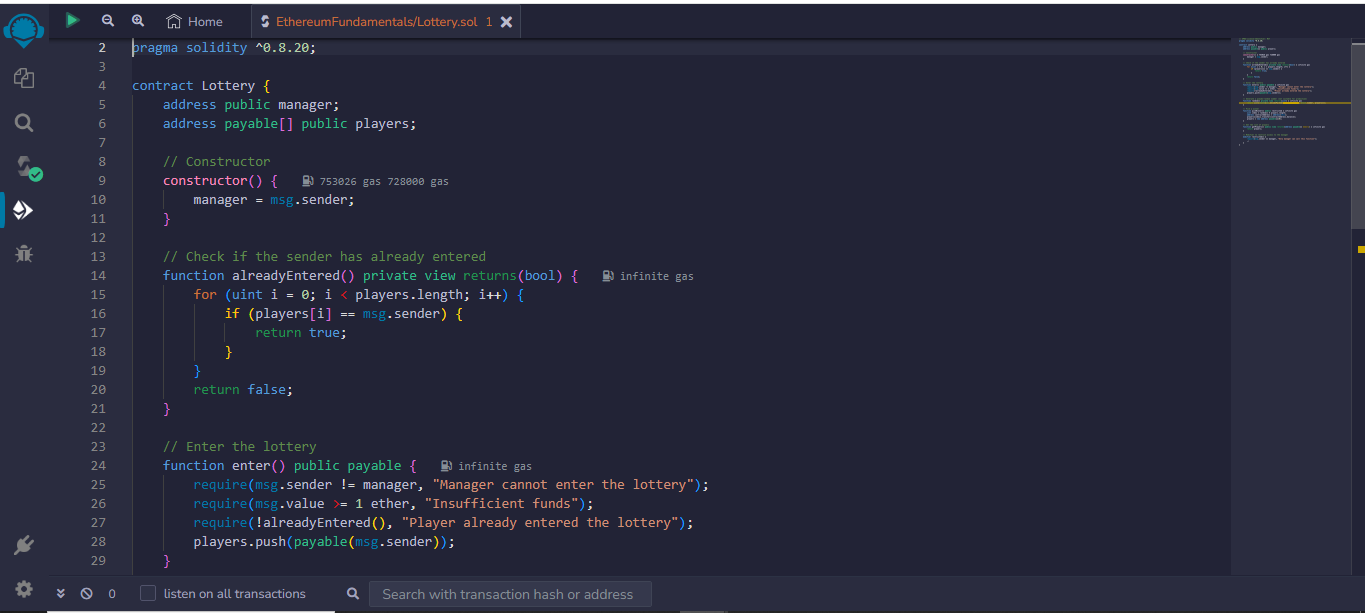 Home
EthereumFundamentals/Lottery.sol 1
2 pragma solidity ^0.8.20;
3
4 contract Lottery {
5 address public manager;
6 address payable[] public players;
7
8 // Constructor
9 constructor() { 753026 gas 728000 gas
10 manager = msg.sender;
11 }
12
13 // Check if the sender has already entered
14 function alreadyEntered() private view returns(bool) { infinite gas
15 for (uint i = 0; i < players.length; i++) {
16 if (players[i] == msg.sender) {
17 return true;
18 }
19 }
20 return false;
21 }
22
23 // Enter the lottery
24 function enter() public payable { infinite gas
25 require(msg.sender != manager, "Manager cannot enter the lottery");
26 require(msg.value >= 1 ether, "Insufficient funds");
27 require(!alreadyEntered(), "Player already entered the lottery");
28 players.push(payable(msg.sender));
29 }
0 listen on all transactions Search with transaction hash or address